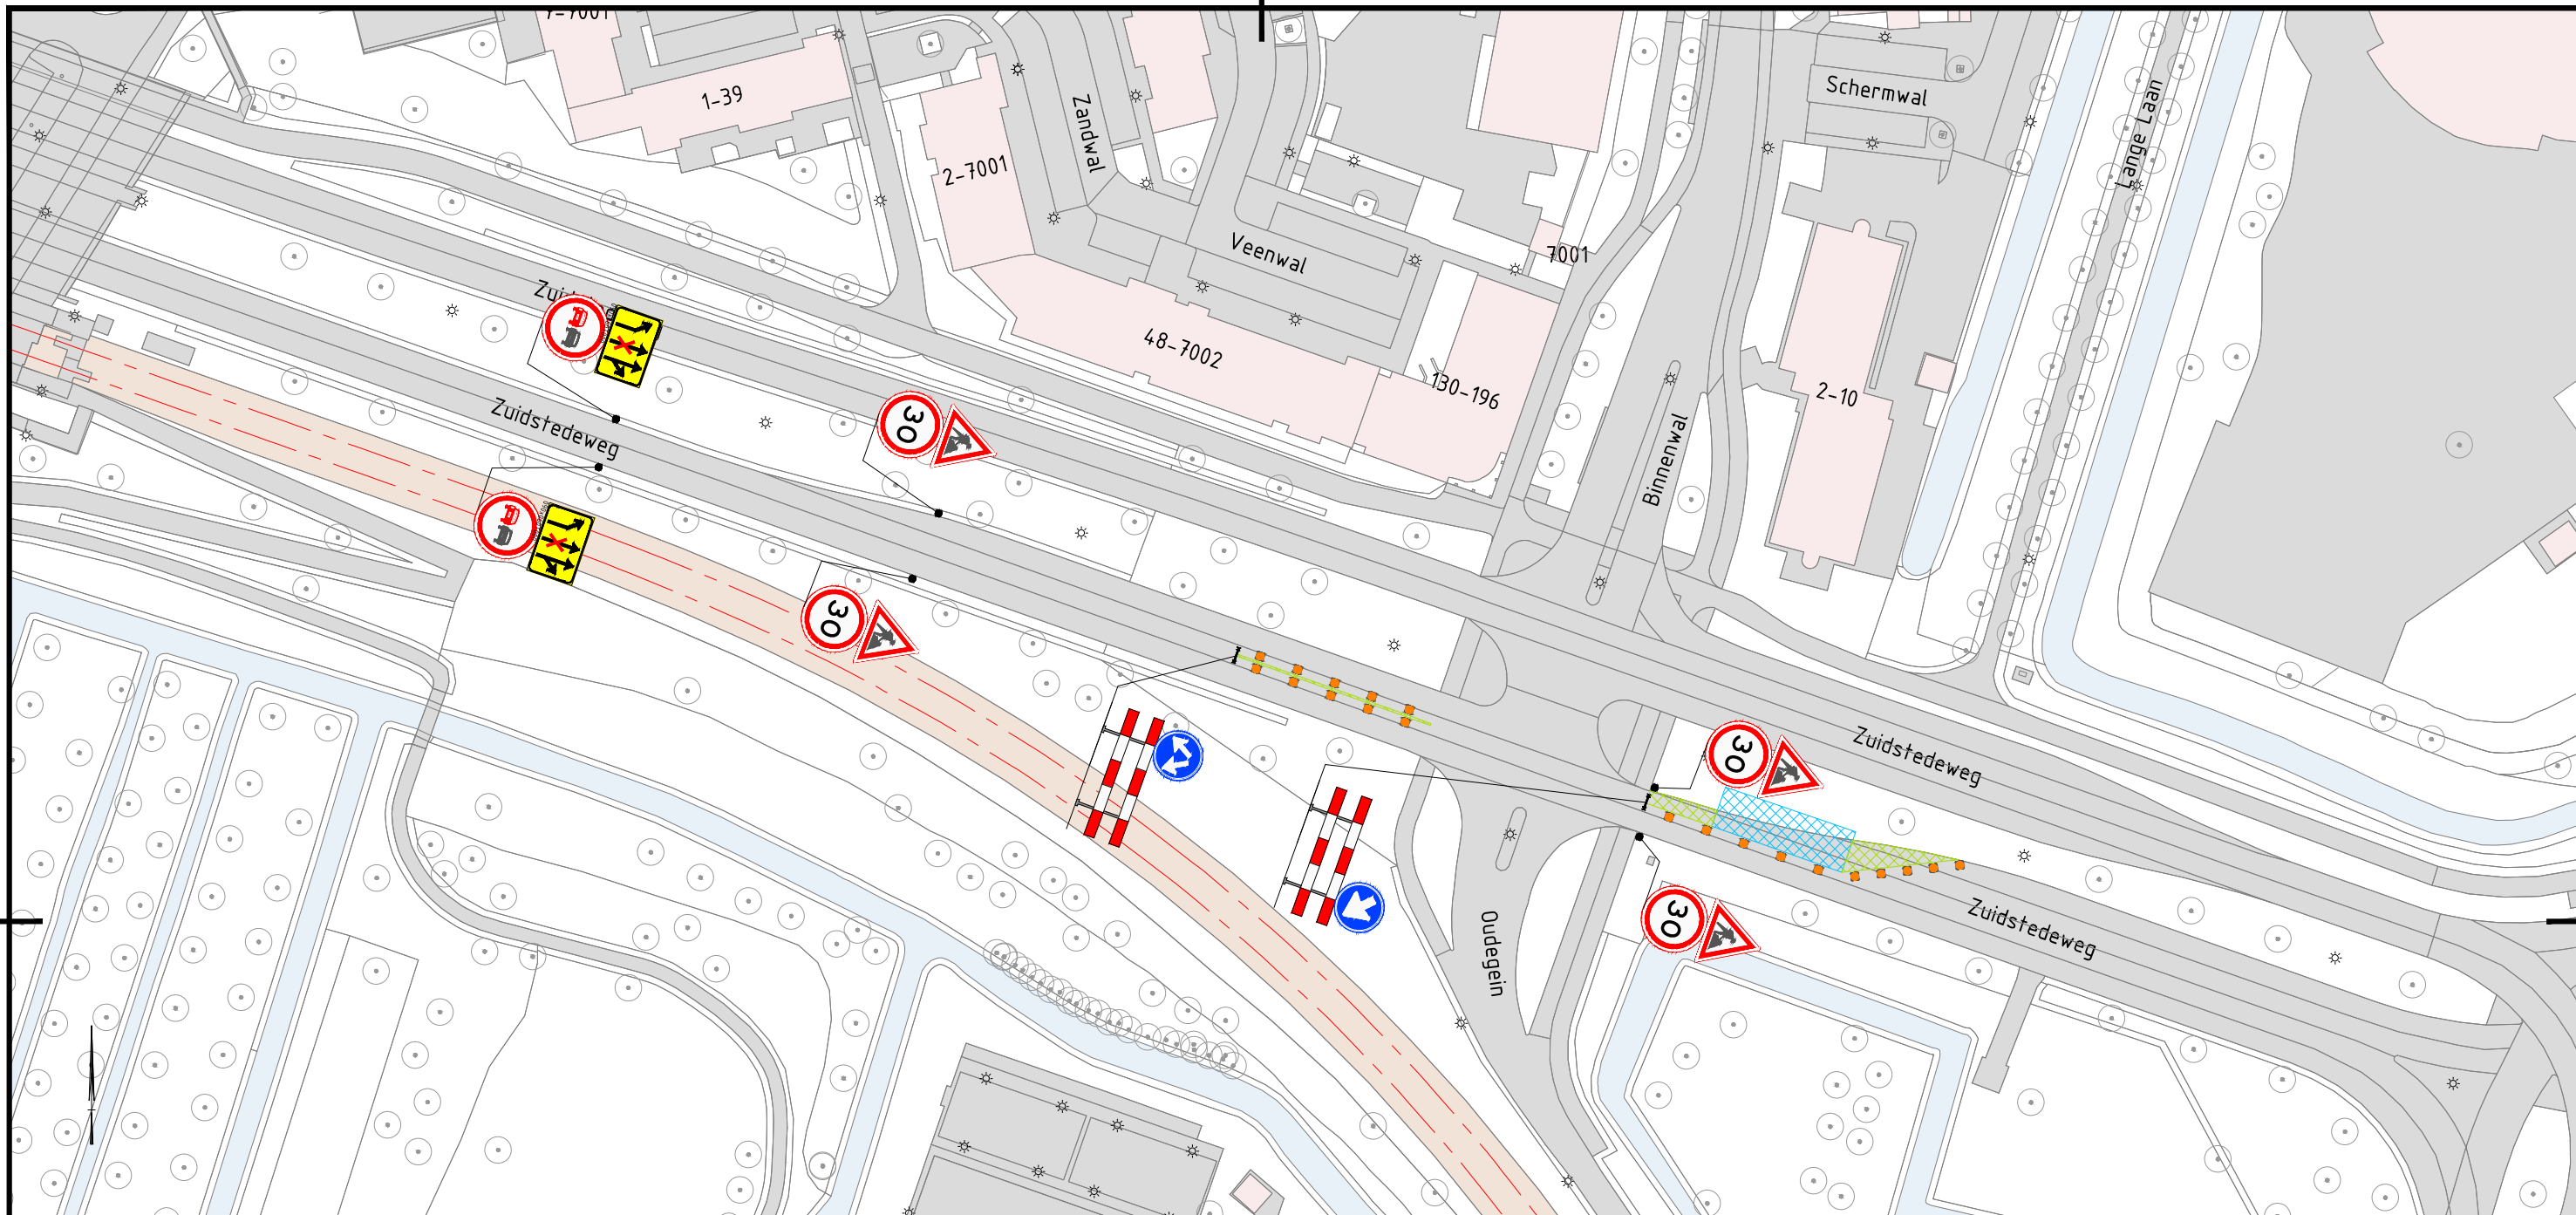 1-39
2-7001
Zandwal
Veenwal
48-7002
130-196
7001
Schermwal
Lange Laan
2-10
Binnenwal
Zuidstedeweg
30
30
30
30
Zuidstedeweg
Zuidstedeweg
Oudegein